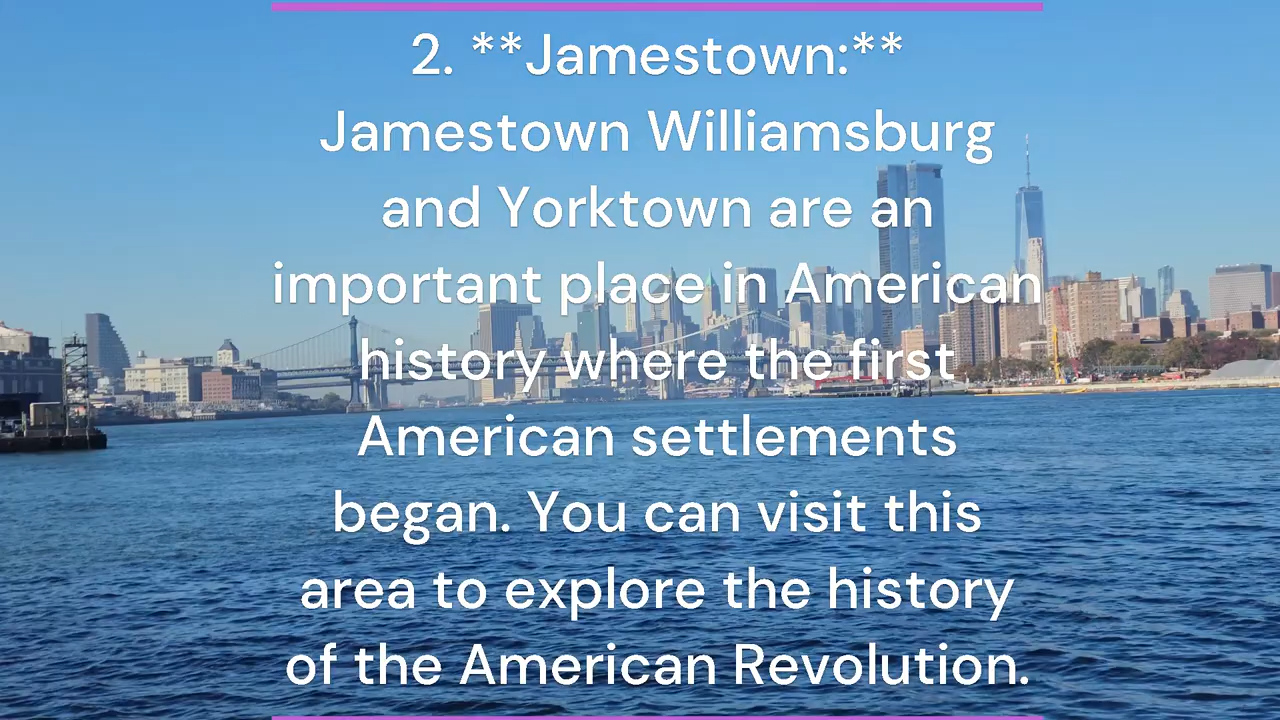 2. **Jamestown:**
Jamestown Williamsburg
and Yorktown are an
important place in American
history where the first
American settlements
began. You can visit this
area to explore the history
of the American Revolution.